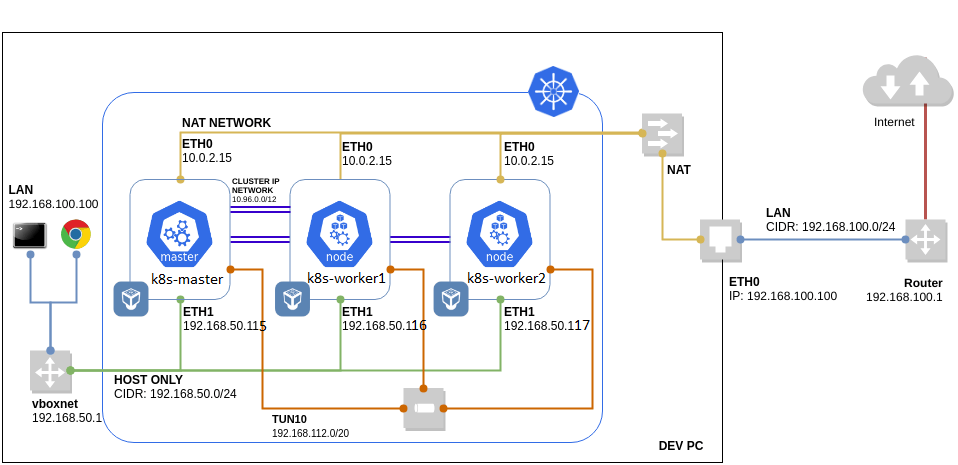 NAT NETWORK
ETH0
10.0.2.15
ETH0
10.0.2.15
ETH0
10.0.2.15
NAT
Internet
LAN
192.168.100.100
CLUSTER IP
NETWORK
10.96.0.0/12
master
k8s-master
node
k8s-worker1
node
k8s-worker2
LAN
CIDR: 192.168.100.0/24
ETH0
IP: 192.168.100.100
Router
192.168.100.1
ETH1
192.168.50.115
ETH1
192.168.50.116
ETH1
192.168.50.117
vboxnet
192.168.50.1
HOST ONLY
CIDR: 192.168.50.0/24
TUN10
192.168.112.0/20
DEV PC